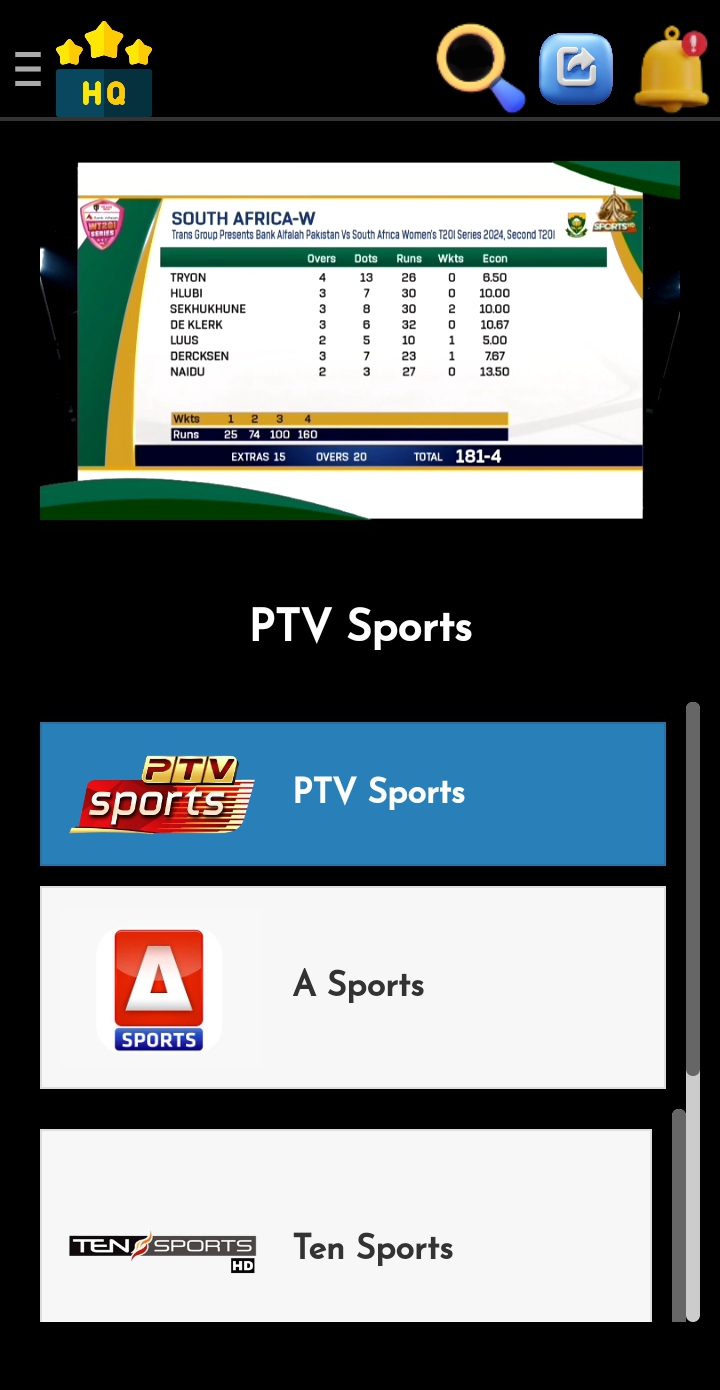 HQ
SOUTH AFRICA-W
Trans Group Presents Bank Alfalah Pakistan Vs South Africa Women's T20I Series 2024, Second T20I
SPORTS HD
WT20I
SERIES
Overs Dots Runs Wkts Econ
TRYON 4 13 26 0 6.50
HLUBI 3 7 30 0 10.00
SEKHUKHUNE 3 8 30 2 10.00
DE KLERK 3 6 32 0 10.67
LUUS 2 5 10 1 5.00
DERCKSEN 3 7 23 1 7.67
NAIDU 2 3 27 0 13.50
Wkts 1 2 3 4
Runs 25 74 100 160
EXTRAS 15 OVERS 20 TOTAL 181-4
PTV Sports
PTV
sports
PTV Sports
A
SPORTS
A Sports
TEN SPORTS
HD
Ten Sports